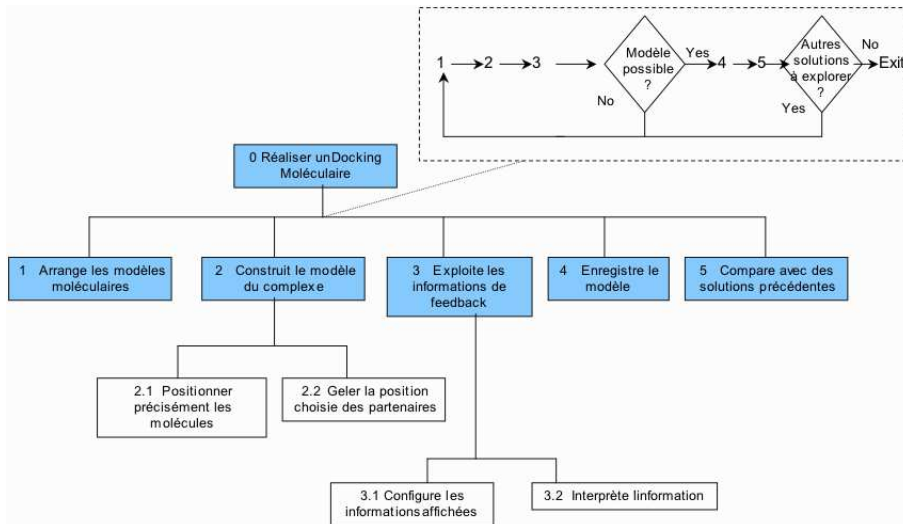 1 2 3 Modèle possible ? Yes 4 5 Autres solutions à explorer ? No Exit
No
Yes
0 Réaliser unDocking
Moléculaire
1 Arrange les modèles
moléculaires
2 Construit le modèle
du complexe
3 Exploite les
informations de
feedback
4 Enregistre le
modèle
5 Compare avec des
solutions précédentes
2.1 Positionner
précisément les
molécules
2.2 Geler la position
choisie des partenaires
3.1 Configure les
informations affichées
3.2 Interprète linformation